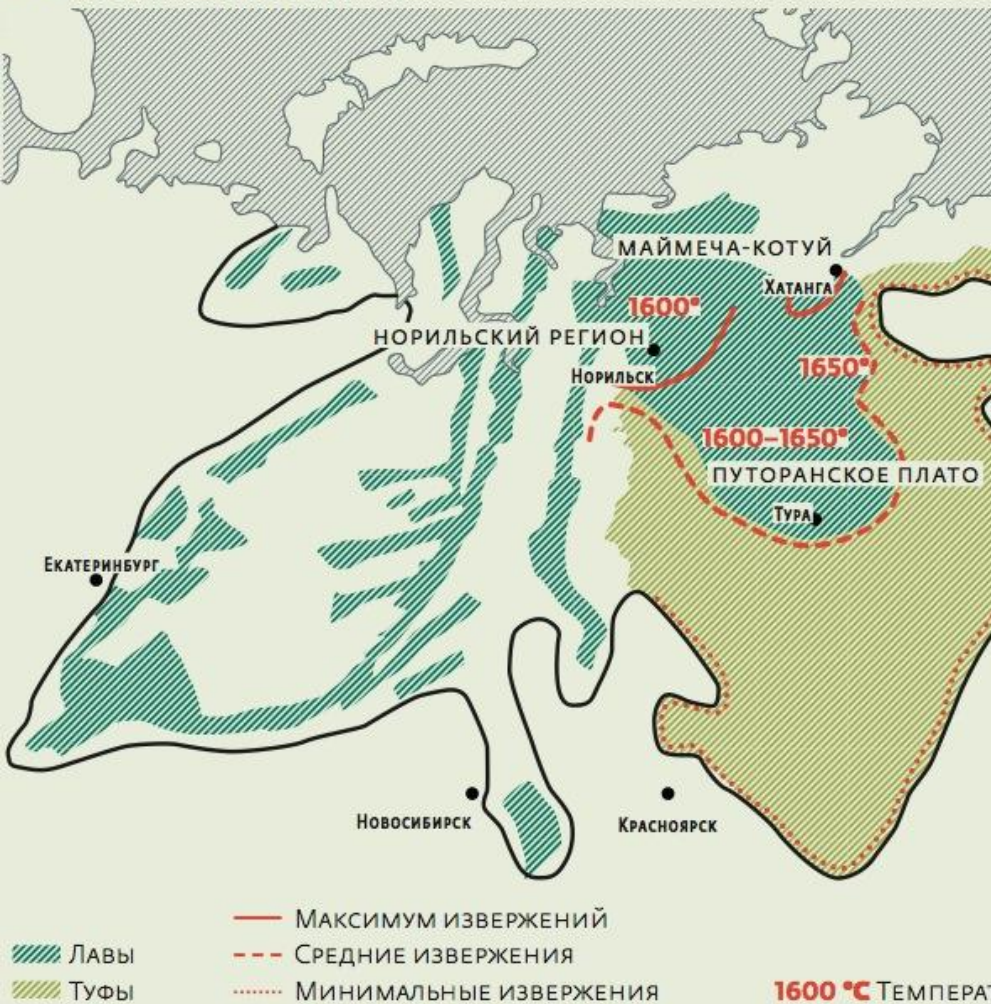 МАЙМЕЧА-КОТУЙ
ХАТАНГА
1600°
НОРИЛЬСКИЙ РЕГИОН
НОРИЛЬСК
1650°
1600–1650°
ПУТОРАНСКОЕ ПЛАТО
ТУРА
ЕКАТЕРИНБУРГ
НОВОСИБИРСК
КРАСНОЯРСК
МАКСИМУМ ИЗВЕРЖЕНИЙ
ЛАВЫ
СРЕДНИЕ ИЗВЕРЖЕНИЯ
ТУФЫ
МИНИМАЛЬНЫЕ ИЗВЕРЖЕНИЯ
1600 °C ТЕМПЕРАТ